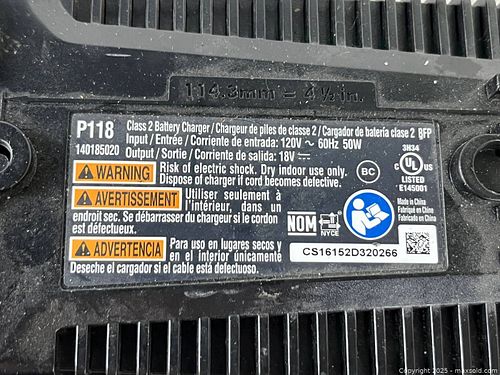 114.3mm = 4½ in.
P118 Class 2 Battery Charger / Chargeur de piles de classe 2 / Cargador de batería clase 2 BFP
140185020 Input / Entrée / Corriente de entrada: 120V ~ 60Hz 50W
Output / Sortie / Corriente de salida: 18V
3N34
WARNING Risk of electric shock. Dry indoor use only.
Dispose of charger if cord becomes defective.
BC
UL
C US
LISTED
E145001
AVERTISSEMENT Utiliser seulement à
l'intérieur, dans un
endroit sec. Se débarrasser du chargeur si le cordon
est défectueux.
NOM
NYCE
Made in China
Fabriqué en Chine
Fabricado en China
ADVERTENCIA Para uso en lugares secos y
en el interior únicamente
Deseche el cargador si el cable está defectuoso.
CS16152D320266
Copyright © 2025 - maxsold.com